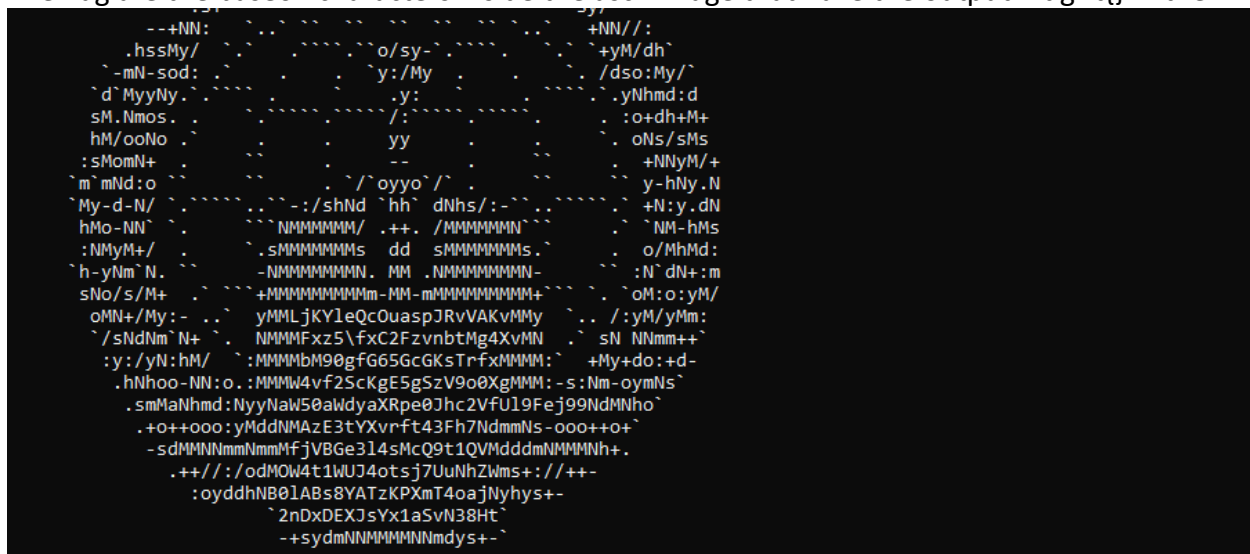 --+NN:     `..``  ``  ``  ``  ``..`     +NN//:
.hssMy/  `.`   .````.``o/sy-`.````.   `.` `+yM/dh`
`-mN-sod: .`     .    . `y:/My  .    .     `. /dso:My/`
`d`MyyNy.`.```` .      `    .y:   `      . ````.`.yNhmd:d
sM.Nmos. .      `.`````.`````/:`````.`````.      . :o+dh+M+
hM/ooNo .`       .     .     yy      .     .      `. oNs/sMs
:sMomN+  .      ``     .     --      .     ``      .  +NNyM/+
`m`mNd:o ``     ``     . `/`oyyo`/` .     ``      `` y-hNy.N
`My-d-N/ `.`````..``-:/shNd `hh` dNhs/:-``..`````.` +N:y.dN
hMo-NN` `.      ```NMMMMMM/ .++. /MMMMMMN```      .` `NM-hMs
:NMyM+/  .     `.sMMMMMMMs  dd  sMMMMMMMs.`     .  o/MhMd:
`h-yNm`N. ``     -NMMMMMMMN. MM .NMMMMMMMN-     `` :N`dN+:m
sNo/s/M+  .` ```+MMMMMMMMMm-MM-mMMMMMMMMM+``` `. `oM:o:yM/
oMN+/My:- ..`  yMMLjKYleQcOuaspJRvVAKvMMy  `.. /:yM/yMm:
`/sNdNm`N+ `.  NMMMFxz5\fxC2FzvnbtMg4XvMN  .` sN NNmm++`
:y:/yN:hM/  `:MMMMbM90gfG65GcGKsTrfxMMMM:`  +My+do:+d-
.hNhoo-NN:o.:MMMW4vf2ScKgE5gSzV9o0XgMMM:-s:Nm-oymNs`
.smMaNhmd:NyyNaW50aWdyaXRpe0Jhc2VfUl9Fej99NdMNho`
.+o++ooo:yMddNMAzE3tYXvrft43Fh7NdmmNs-ooo++o+`
-sdMMNNmmNmmMfjVBGe3l4sMcQ9t1QVMdddmNMMMNh+.
.++//:/odMOW4t1WUJ4otsj7UuNhZWms+://++-
:oyddhNB0lABs8YATzKPXmT4oajNyhys+-
`2nDxDEXJsYx1aSvN38Ht`
-+sydmNNMMMMNNmdys+-`